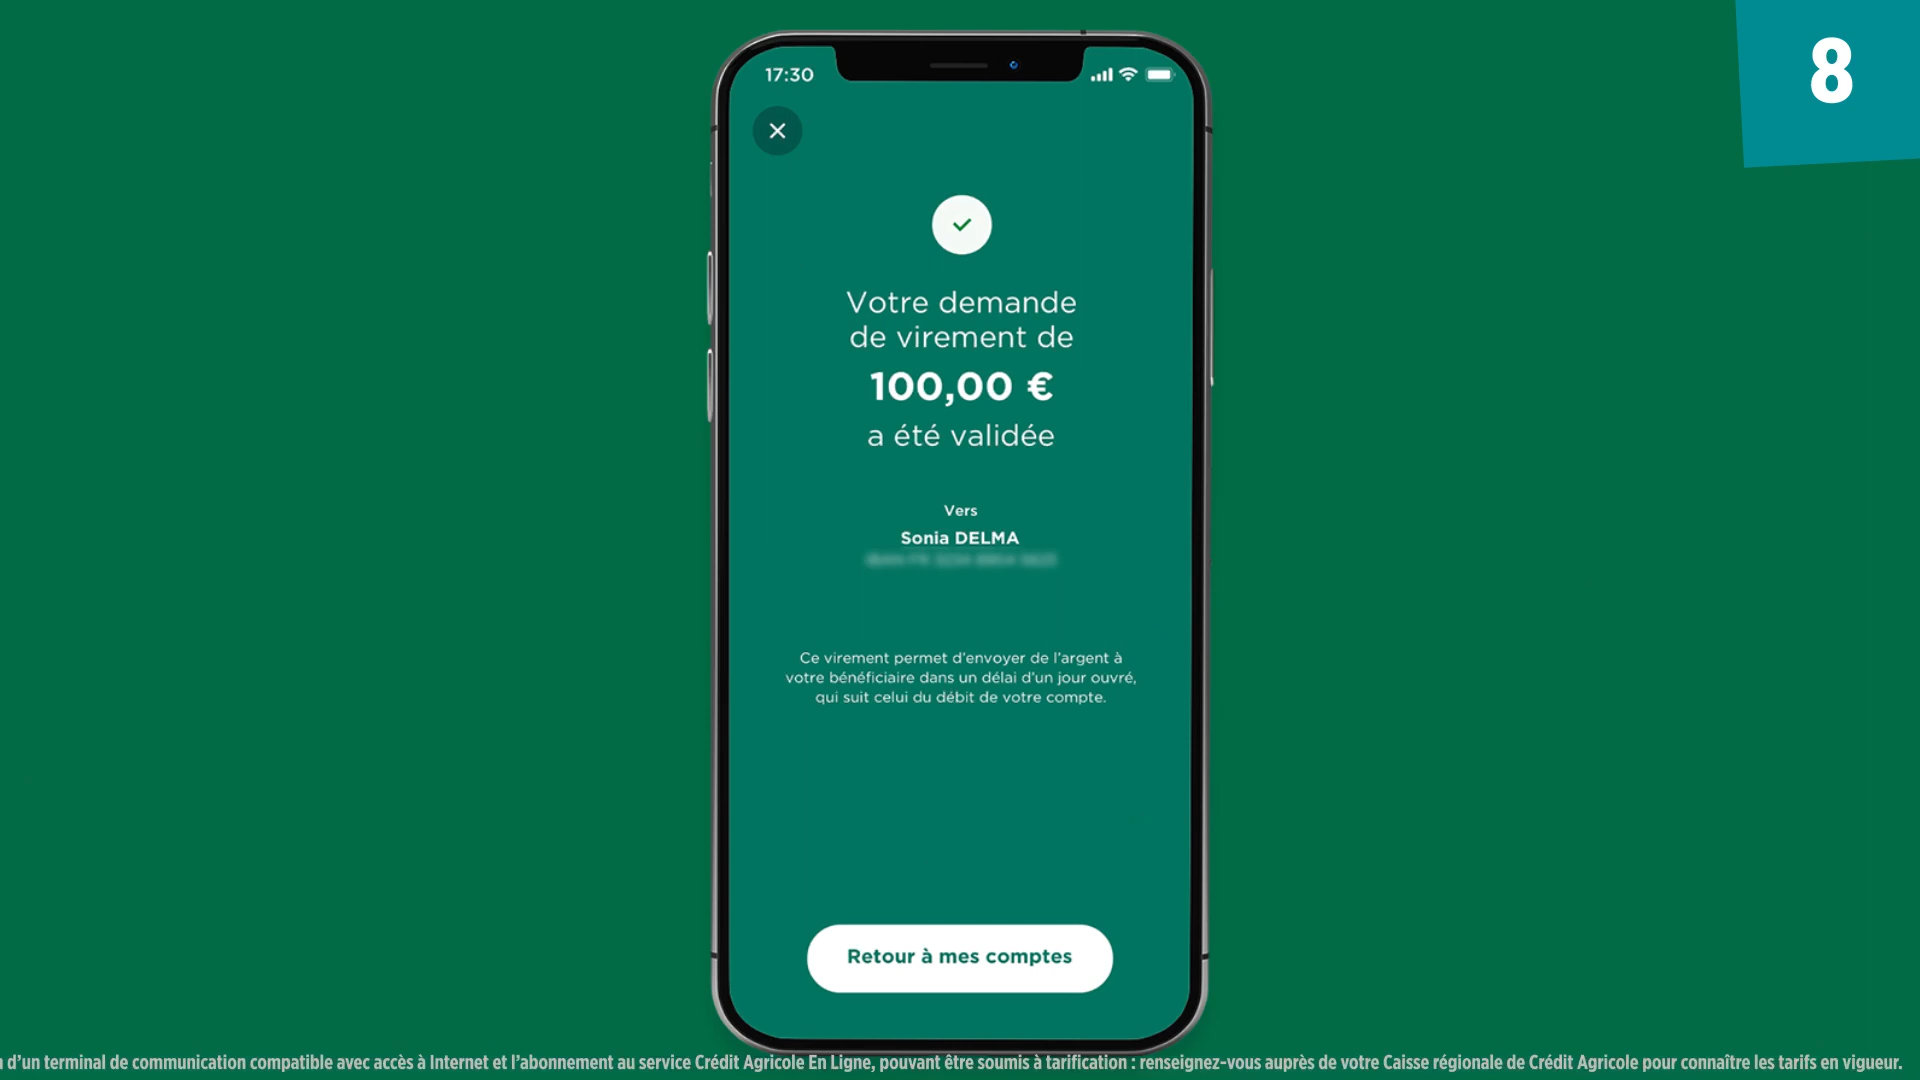 8
17:30
Votre demande
de virement de
100,00 €
a été validée
Vers
Sonia DELMA
Ce virement permet d'envoyer de l'argent à
votre bénéficiaire dans un délai d'un jour ouvré,
qui suit celui du débit de votre compte.
Retour à mes comptes
d'un terminal de communication compatible avec accès à Internet et l'abonnement au service Crédit Agricole En Ligne, pouvant être soumis à tarification : renseignez-vous auprès de votre Caisse régionale de Crédit Agricole pour connaître les tarifs en vigueur.